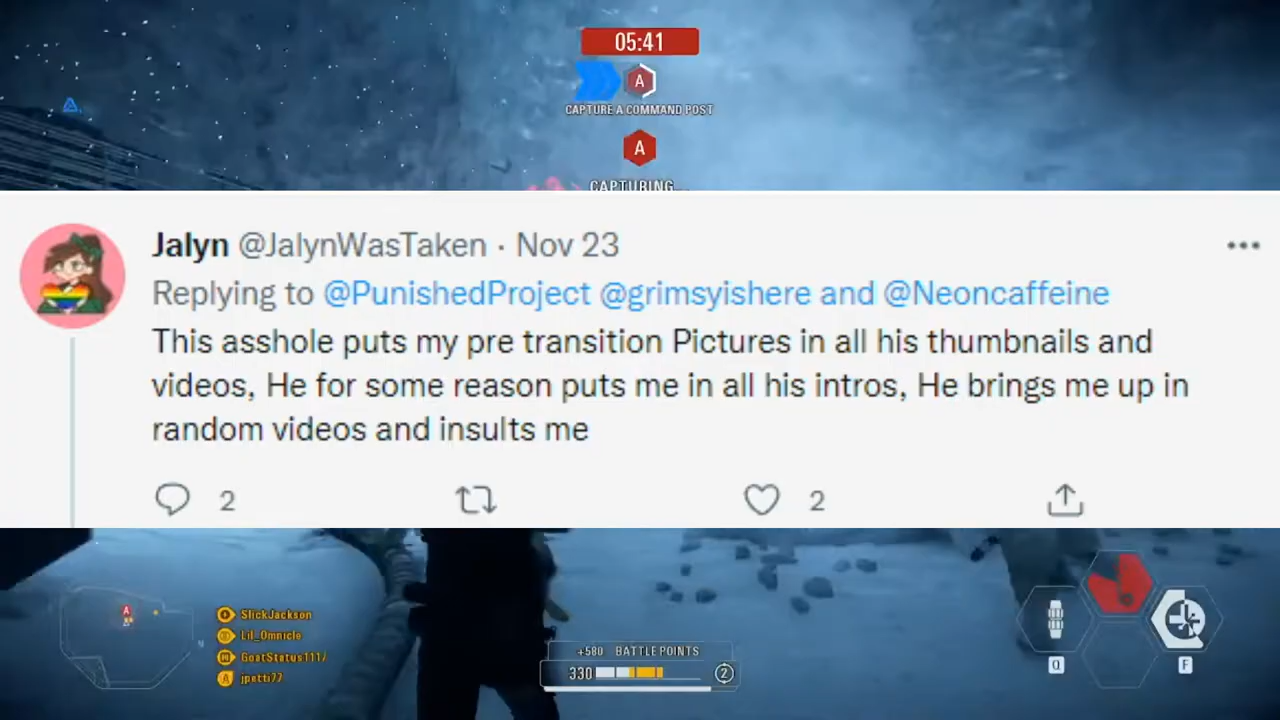 05:41
A
CAPTURE A COMMAND POST
A
CAPTURING...
Jalyn @JalynWasTaken · Nov 23
Replying to @PunishedProject @grimsyishere and @Neoncaffeine
This asshole puts my pre transition Pictures in all his thumbnails and
videos, He for some reason puts me in all his intros, He brings me up in
random videos and insults me
2
2
A
SlickJackson
Lil_Omnicle
GoatStatus111/
A jpetti77
+580 BATTLE POINTS
330
2
Q
F